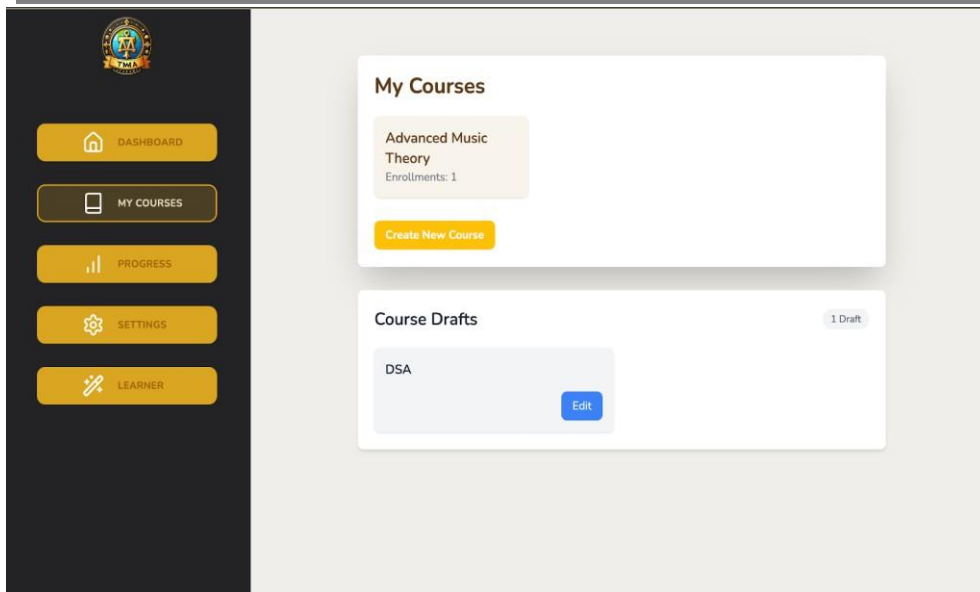 TMA
DASHBOARD
MY COURSES
PROGRESS
SETTINGS
LEARNER
My Courses
Advanced Music
Theory
Enrollments: 1
Create New Course
Course Drafts
1 Draft
DSA
Edit